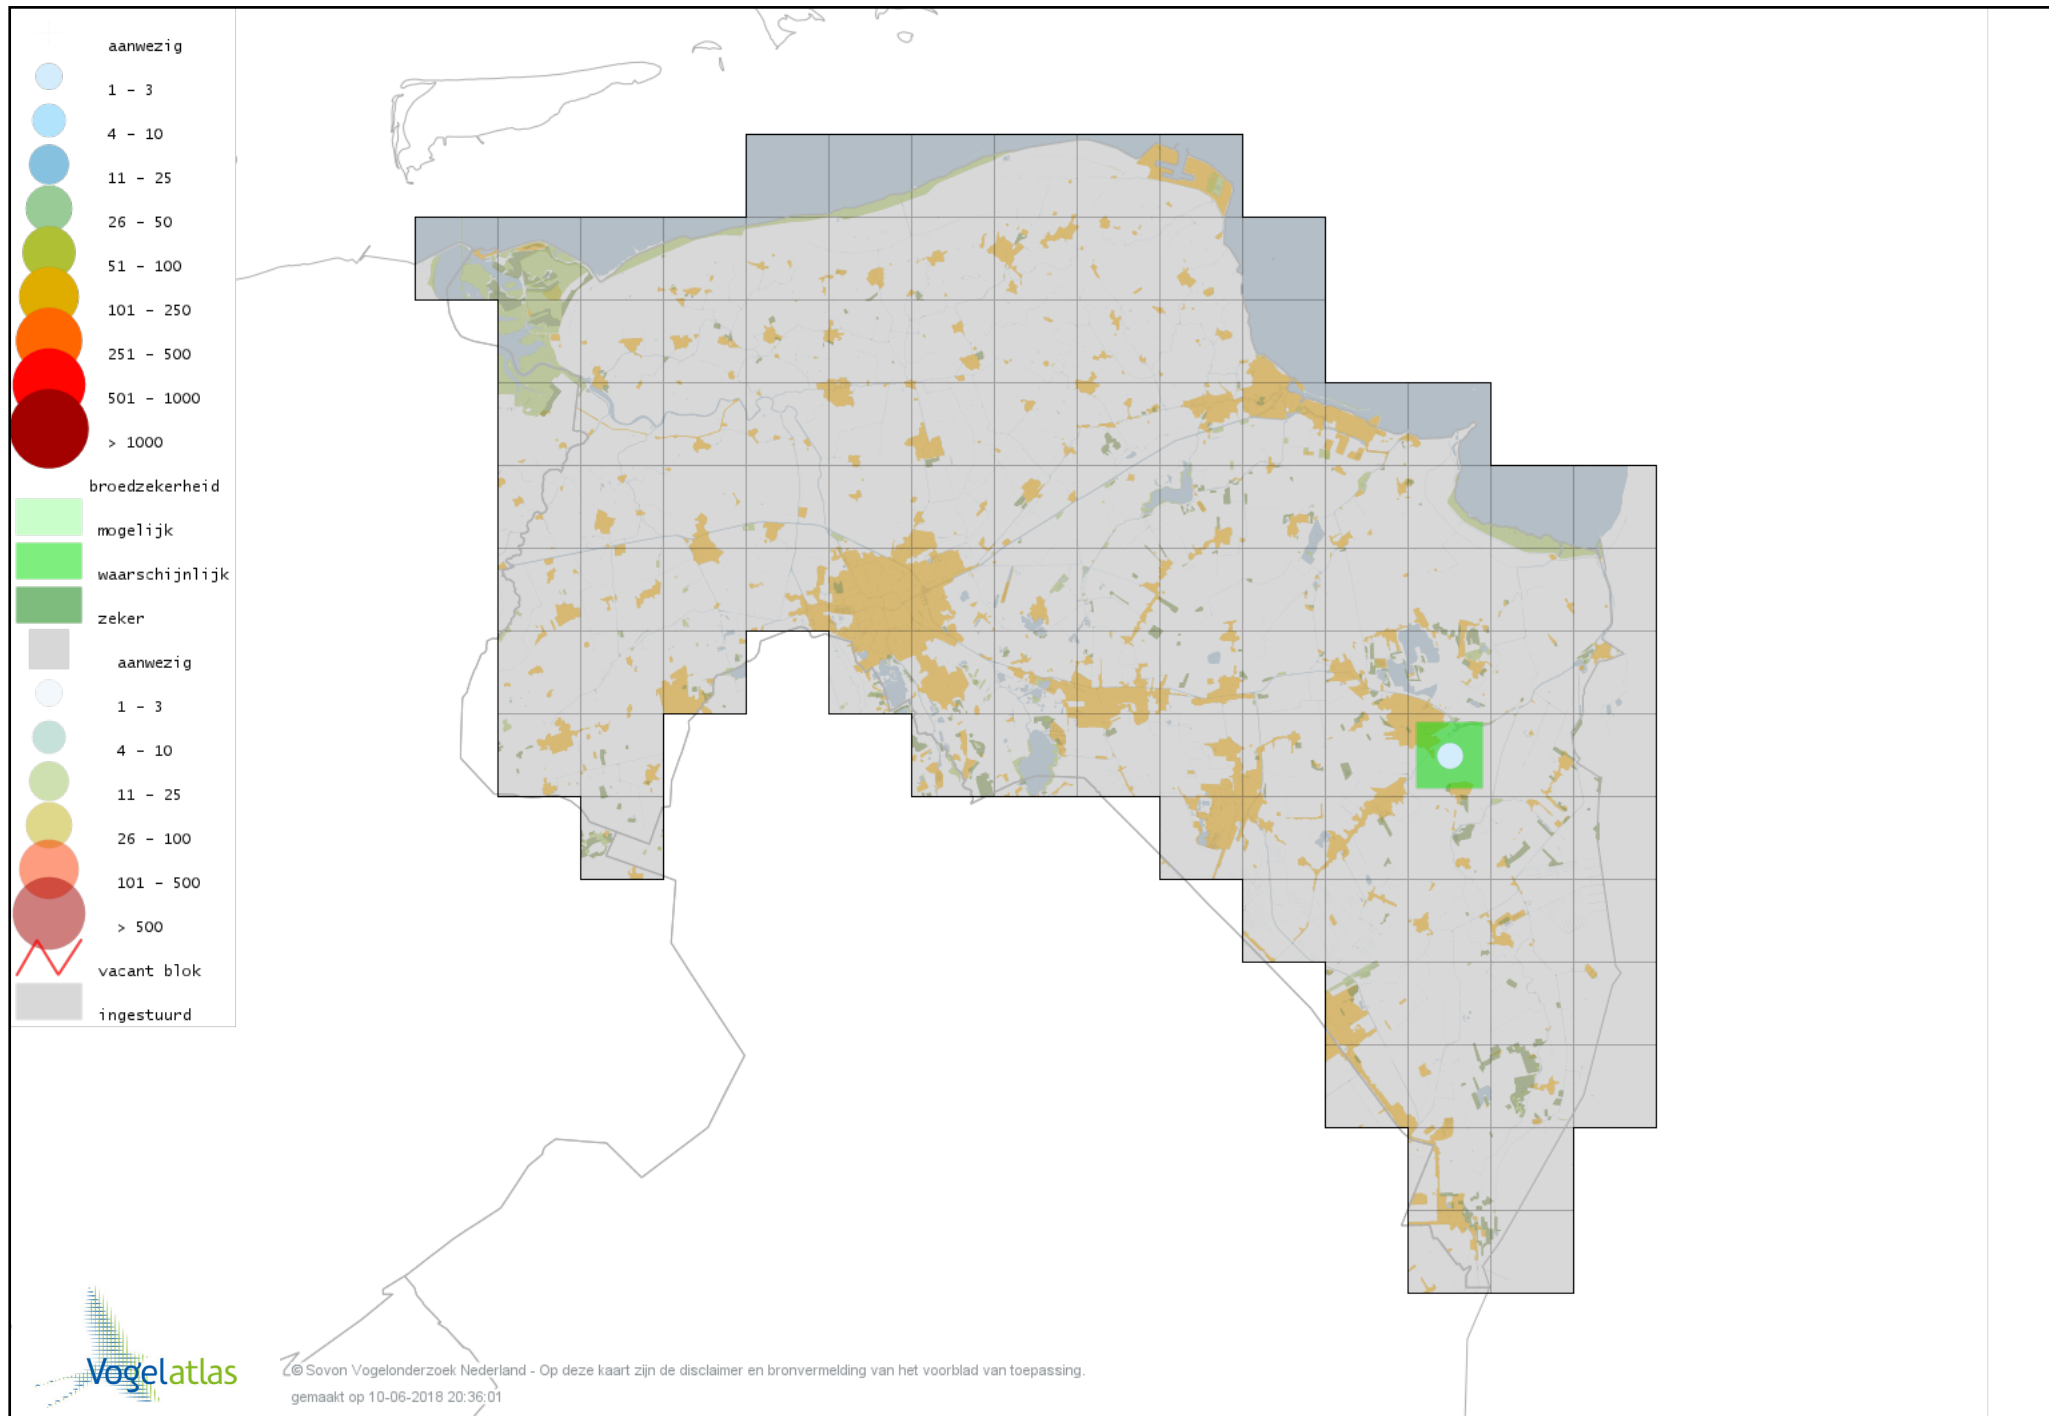 aanwezig
1 - 3
4 - 10
11 - 25
26 - 50
51 - 100
101 - 250
251 - 500
501 - 1000
> 1000
broedzekerheid
mogelijk
waarschijnlijk
zeker
aanwezig
1 - 3
4 - 10
11 - 25
26 - 100
101 - 500
> 500
vacant blok
ingestuurd
Vogelatlas
© Sovon Vogelonderzoek Nederland - Op deze kaart zijn de disclaimer en bronvermelding van het voorblad van toepassing.
gemaakt op 10-06-2018 20:36:01